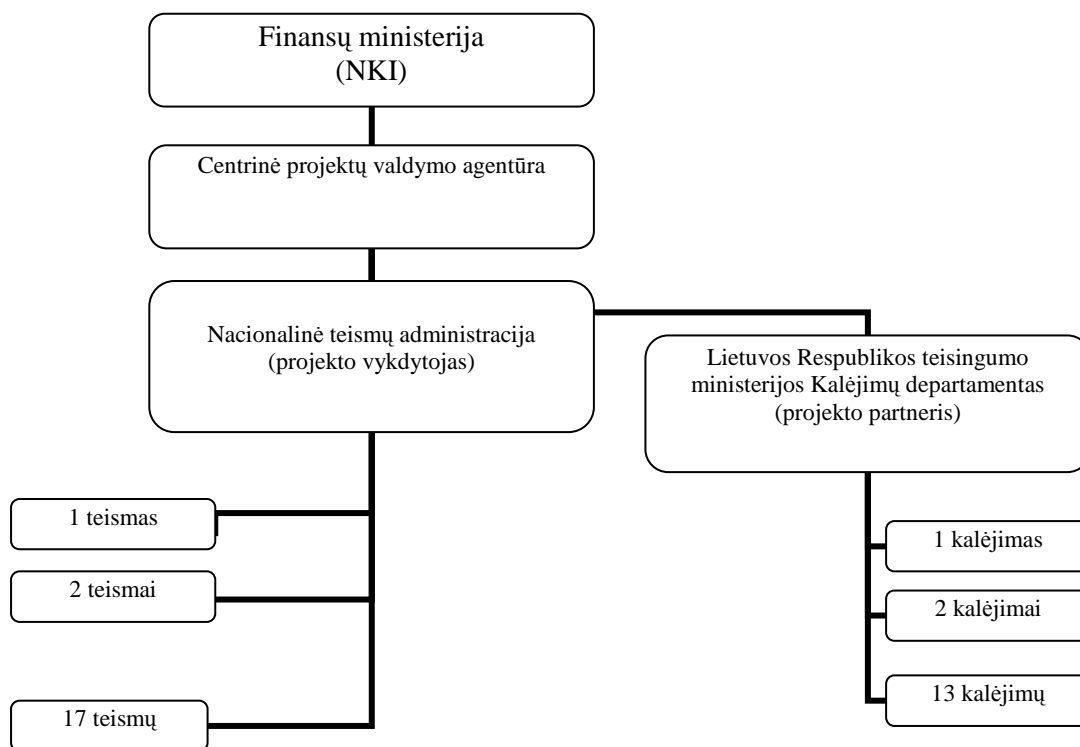 Finansų ministerija
(NKI)
Centrinė projektų valdymo agentūra
Nacionalinė teismų administracija
(projekto vykdytojas)
Lietuvos Respublikos teisingumo
ministerijos Kalėjimų departamentas
(projekto partneris)
1 teismas
2 teismai
17 teismų
1 kalėjimas
2 kalėjimai
13 kalėjimų